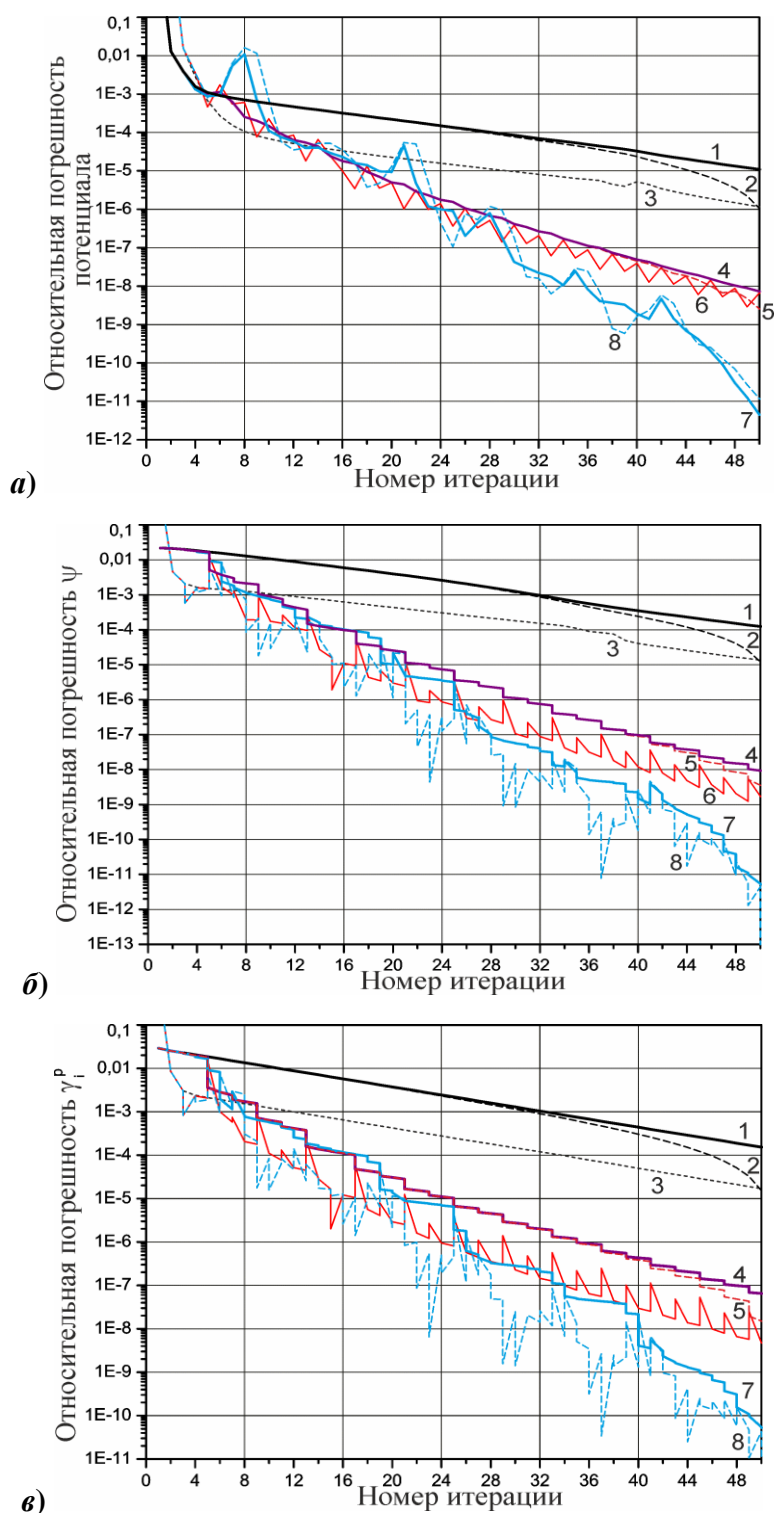 0,1
0,01
1E-3
1E-4
1E-5
1E-6
1E-7
1E-8
1E-9
1E-10
1E-11
1E-12
Относительная погрешность
потенциала
1
2
3
4
5
6
7
8
0 4 8 12 16 20 24 28 32 36 40 44 48
Номер итерации
а)
0,1
0,01
1E-3
1E-4
1E-5
1E-6
1E-7
1E-8
1E-9
1E-10
1E-11
1E-12
1E-13
Относительная погрешность ψ
1
2
3
4
5
6
7
8
0 4 8 12 16 20 24 28 32 36 40 44 48
Номер итерации
б)
0,1
0,01
1E-3
1E-4
1E-5
1E-6
1E-7
1E-8
1E-9
1E-10
1E-11
Относительная погрешность γ_i^p
1
2
3
4
5
7
8
0 4 8 12 16 20 24 28 32 36 40 44 48
Номер итерации
в)